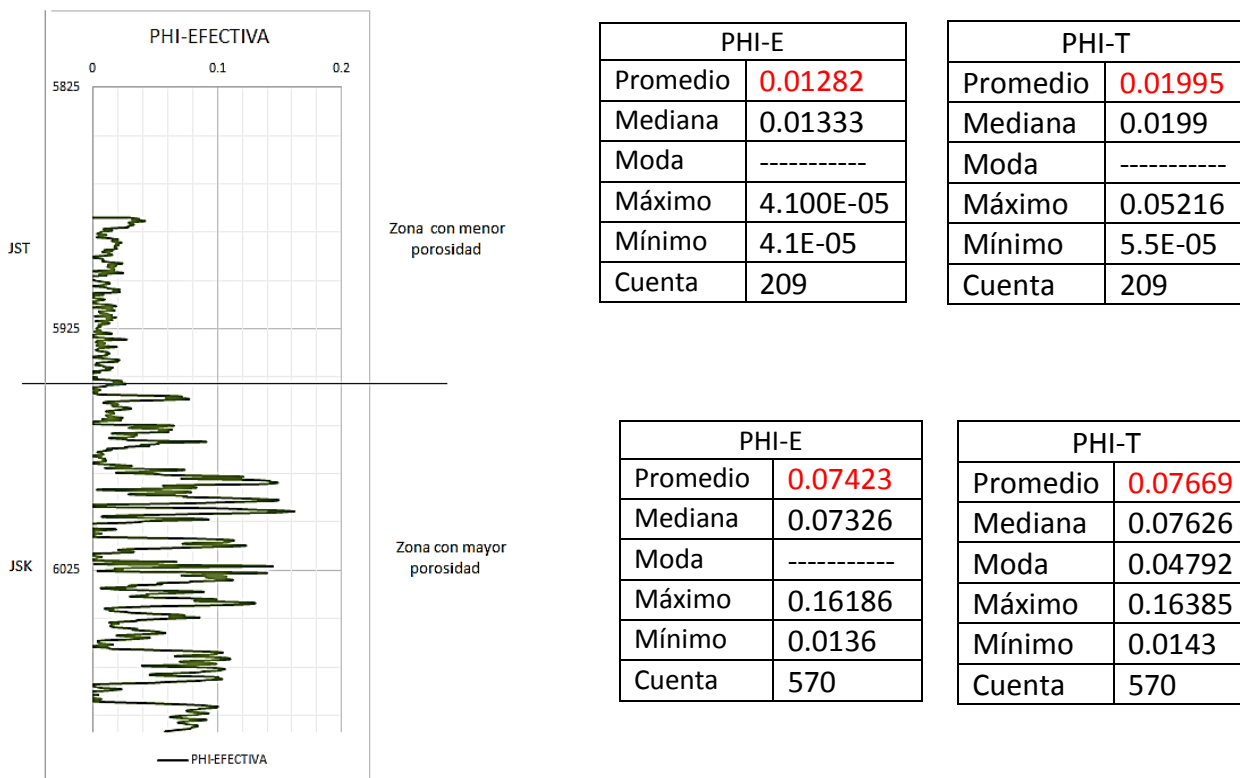 PHI-EFECTIVA
0 0.1 0.2
5825
JST
Zona con menor
porosidad
5925
JSK
6025
Zona con mayor
porosidad
PHI-EFECTIVA
PHI-E
Promedio 0.01282
Mediana 0.01333
Moda -----------
Máximo 4.100E-05
Mínimo 4.1E-05
Cuenta 209
PHI-T
Promedio 0.01995
Mediana 0.0199
Moda -----------
Máximo 0.05216
Mínimo 5.5E-05
Cuenta 209
PHI-E
Promedio 0.07423
Mediana 0.07326
Moda -----------
Máximo 0.16186
Mínimo 0.0136
Cuenta 570
PHI-T
Promedio 0.07669
Mediana 0.07626
Moda 0.04792
Máximo 0.16385
Mínimo 0.0143
Cuenta 570